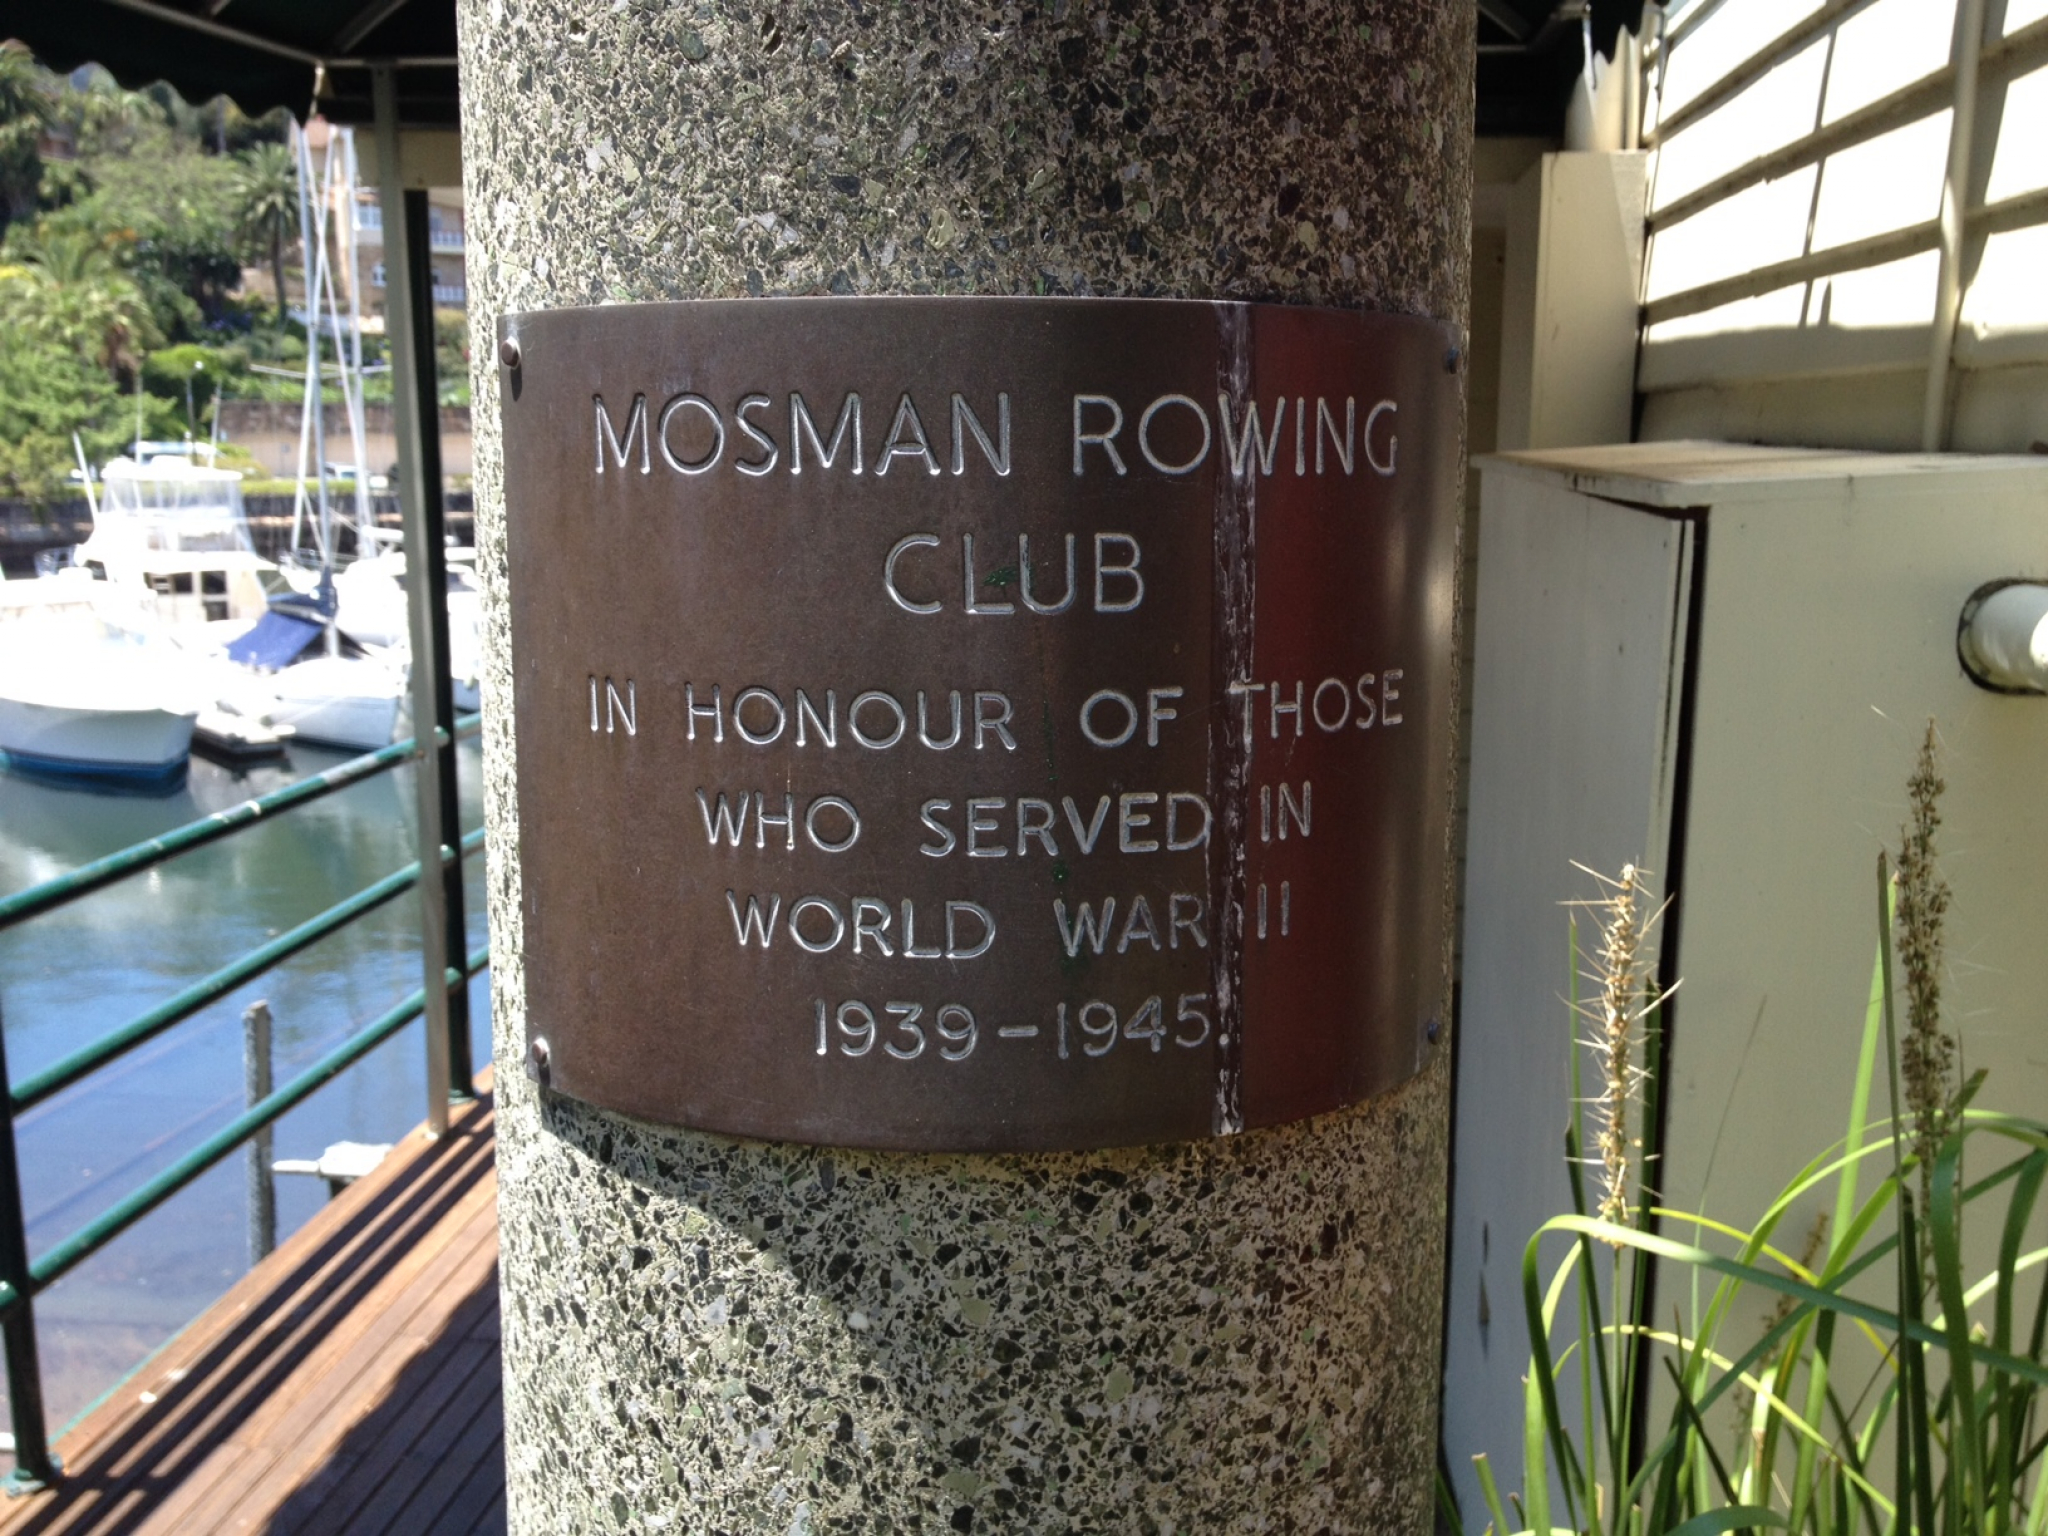 MOSMAN ROWING
CLUB
IN HONOUR OF THOSE
WHO SERVED IN
WORLD WAR II
1939-1945.